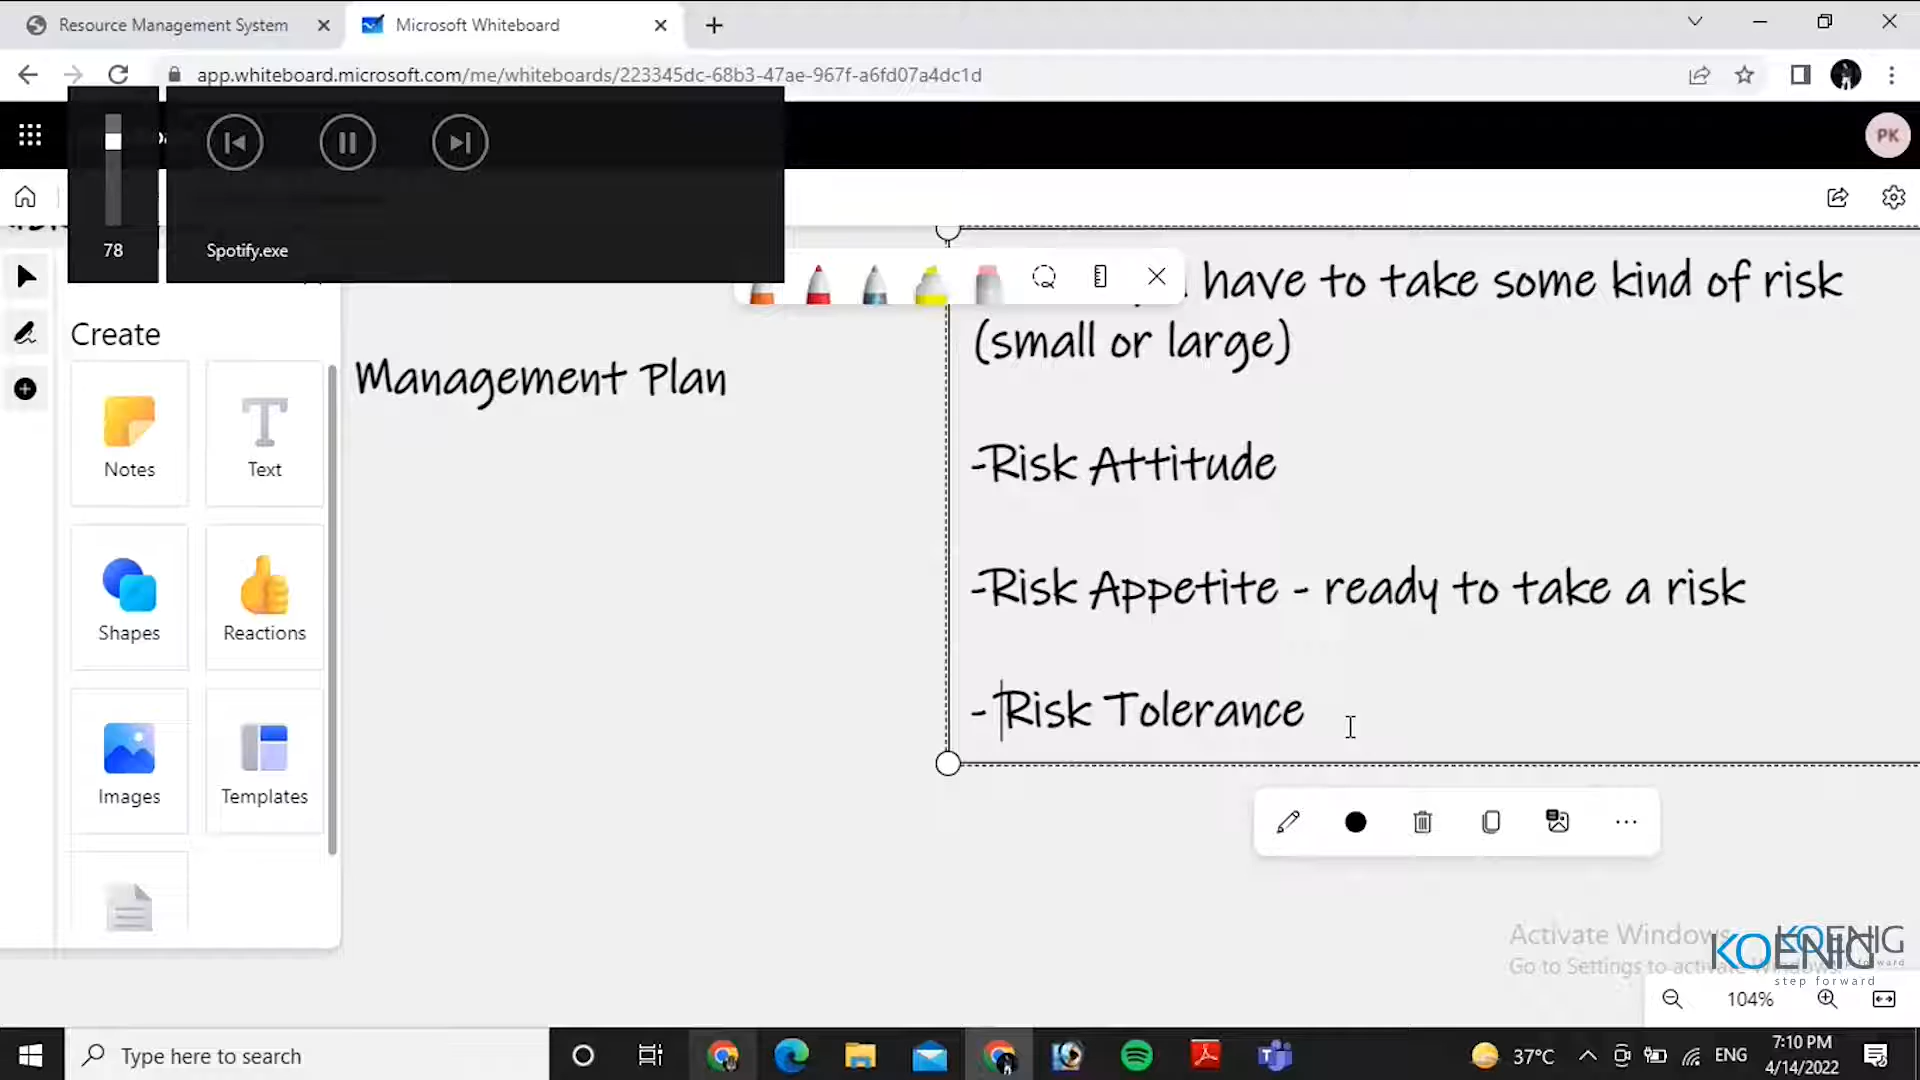 Resource Management System
Microsoft Whiteboard
app.whiteboard.microsoft.com/me/whiteboards/223345dc-68b3-47ae-967f-a6fd07a4dc1d
PK
78
Spotify.exe
have to take some kind of risk
(small or large)
Create
Management Plan
Notes
Text
-Risk Attitude
Shapes
Reactions
-Risk Appetite - ready to take a risk
- Risk Tolerance
Images
Templates
Activate Windows
Go to Settings to activate Windows.
KOENIG
KOENIG
step forward
104%
Type here to search
37°C
ENG
7:10 PM
4/14/2022